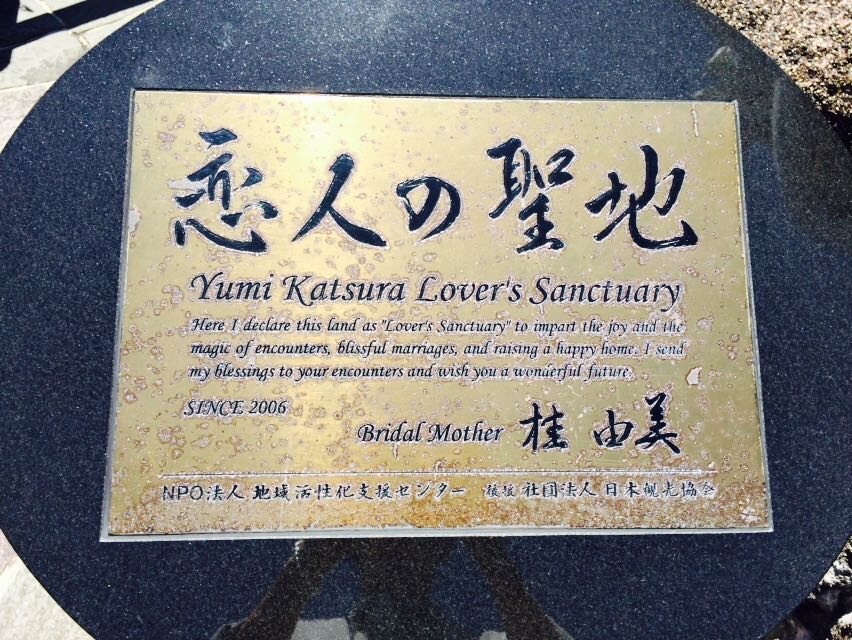 恋人の聖地
Yumi Katsura Lover's Sanctuary
Here I declare this land as "Lover's Sanctuary" to impart the joy and the
magic of encounters, blissful marriages, and raising a happy home. I send
my blessings to your encounters and wish you a wonderful future.
SINCE 2006
Bridal Mother 桂 由美
NPO法人 地域活性化支援センター 後援 社団法人 日本観光協会